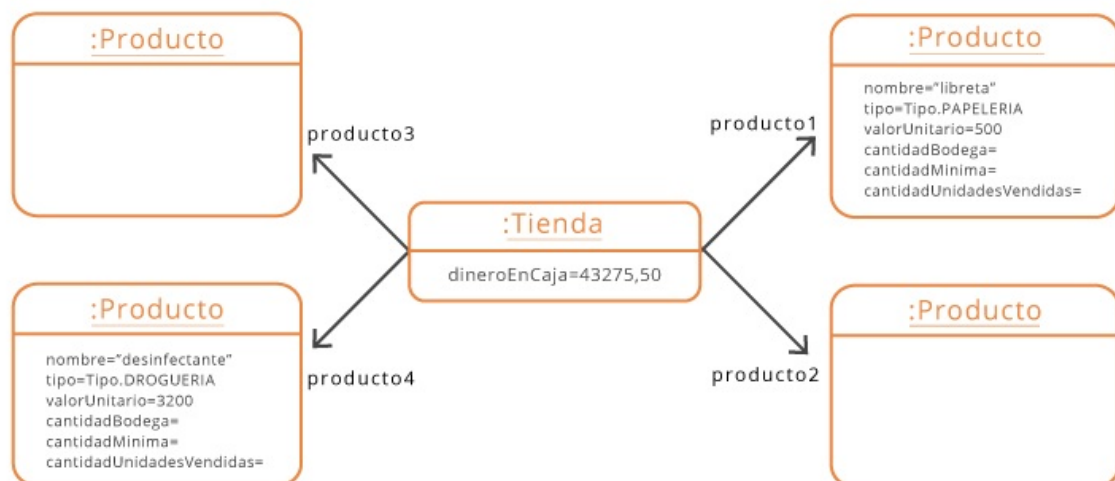 :Producto
:Producto
nombre="libreta"
tipo=Tipo.PAPELERIA
valorUnitario=500
cantidadBodega=
cantidadMinima=
cantidadUnidadesVendidas=
producto3
producto1
:Tienda
dineroEnCaja=43275,50
:Producto
nombre="desinfectante"
tipo=Tipo.DROGUERIA
valorUnitario=3200
cantidadBodega=
cantidadMinima=
cantidadUnidadesVendidas=
producto4
producto2
:Producto